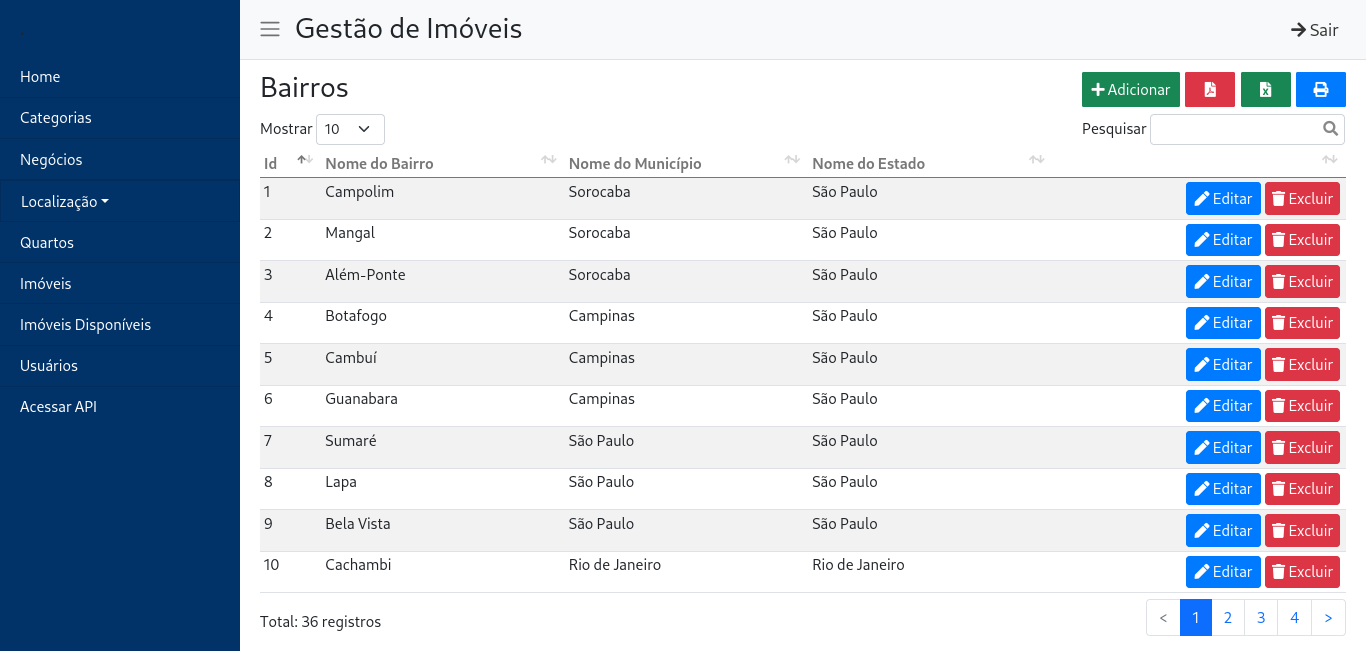 Gestão de Imóveis
Sair
Home
Categorias
Negócios
Localização
Quartos
Imóveis
Imóveis Disponíveis
Usuários
Acessar API
Bairros
Adicionar
Mostrar 10
Pesquisar
Id Nome do Bairro Nome do Município Nome do Estado
1 Campolim Sorocaba São Paulo Editar Excluir
2 Mangal Sorocaba São Paulo Editar Excluir
3 Além-Ponte Sorocaba São Paulo Editar Excluir
4 Botafogo Campinas São Paulo Editar Excluir
5 Cambuí Campinas São Paulo Editar Excluir
6 Guanabara Campinas São Paulo Editar Excluir
7 Sumaré São Paulo São Paulo Editar Excluir
8 Lapa São Paulo São Paulo Editar Excluir
9 Bela Vista São Paulo São Paulo Editar Excluir
10 Cachambi Rio de Janeiro Rio de Janeiro Editar Excluir
Total: 36 registros
< 1 2 3 4 >